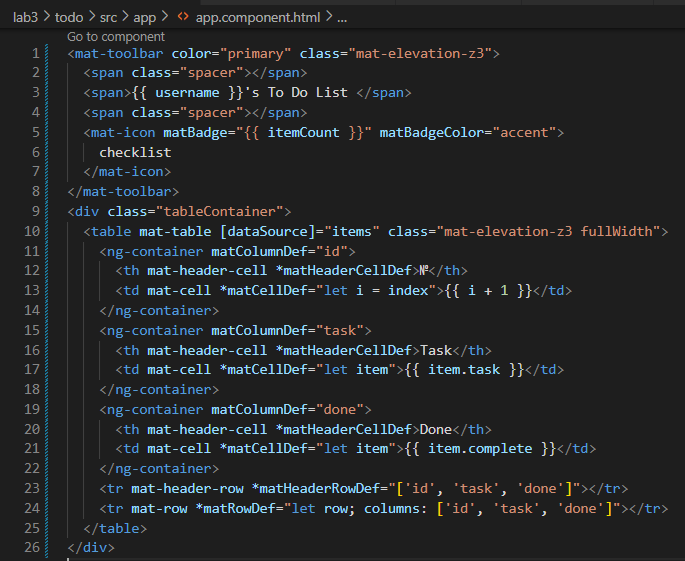 lab3 > todo > src > app > <> app.component.html > ...
Go to component
1 <mat-toolbar color="primary" class="mat-elevation-z3">
2 <span class="spacer"></span>
3 <span>{{ username }}'s To Do List </span>
4 <span class="spacer"></span>
5 <mat-icon matBadge="{{ itemCount }}" matBadgeColor="accent">
6 checklist
7 </mat-icon>
8 </mat-toolbar>
9 <div class="tableContainer">
10 <table mat-table [dataSource]="items" class="mat-elevation-z3 fullWidth">
11 <ng-container matColumnDef="id">
12 <th mat-header-cell *matHeaderCellDef>№</th>
13 <td mat-cell *matCellDef="let i = index">{{ i + 1 }}</td>
14 </ng-container>
15 <ng-container matColumnDef="task">
16 <th mat-header-cell *matHeaderCellDef>Task</th>
17 <td mat-cell *matCellDef="let item">{{ item.task }}</td>
18 </ng-container>
19 <ng-container matColumnDef="done">
20 <th mat-header-cell *matHeaderCellDef>Done</th>
21 <td mat-cell *matCellDef="let item">{{ item.complete }}</td>
22 </ng-container>
23 <tr mat-header-row *matHeaderRowDef="['id', 'task', 'done']"></tr>
24 <tr mat-row *matRowDef="let row; columns: ['id', 'task', 'done']"></tr>
25 </table>
26 </div>